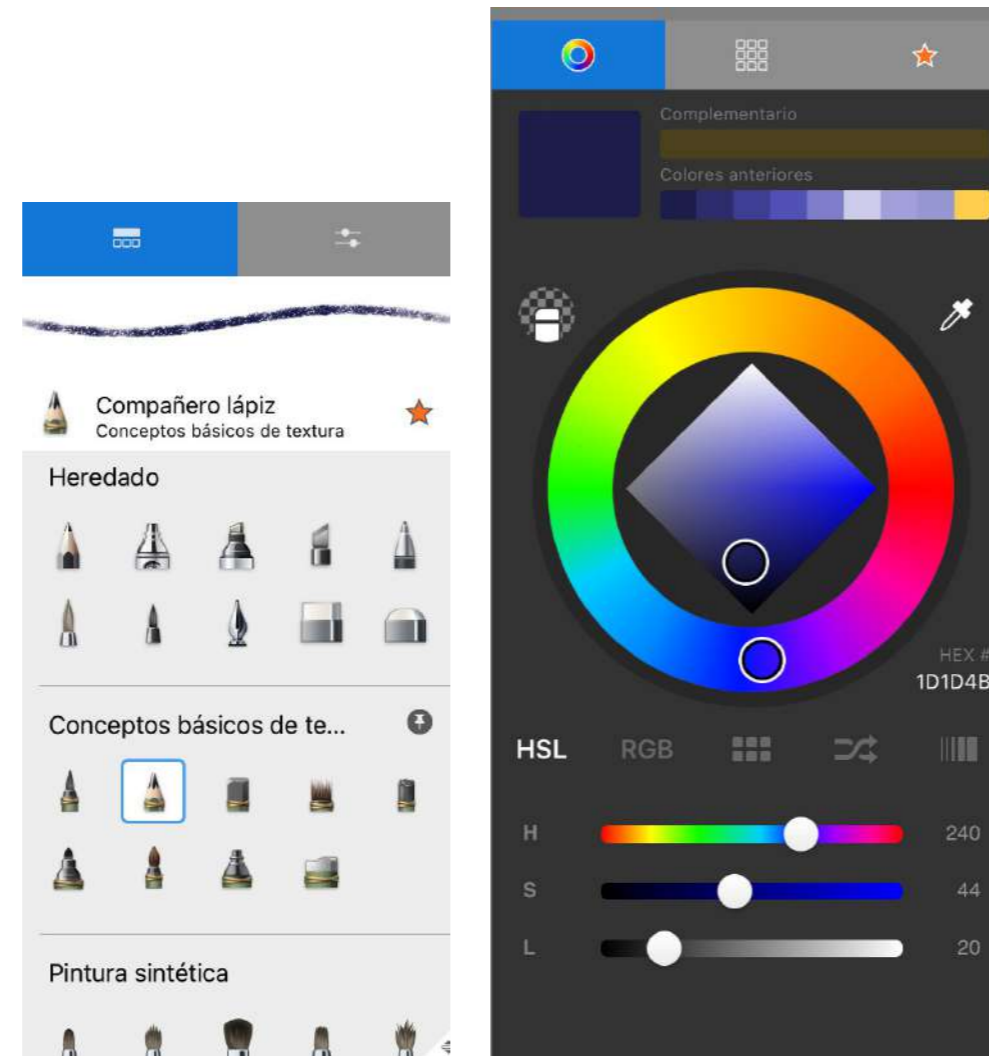 Compañero lápiz
Conceptos básicos de textura
Heredado
Conceptos básicos de te...
Pintura sintética
Complementario
Colores anteriores
HEX #
1D1D4B
HSL RGB
H 240
S 44
L 20